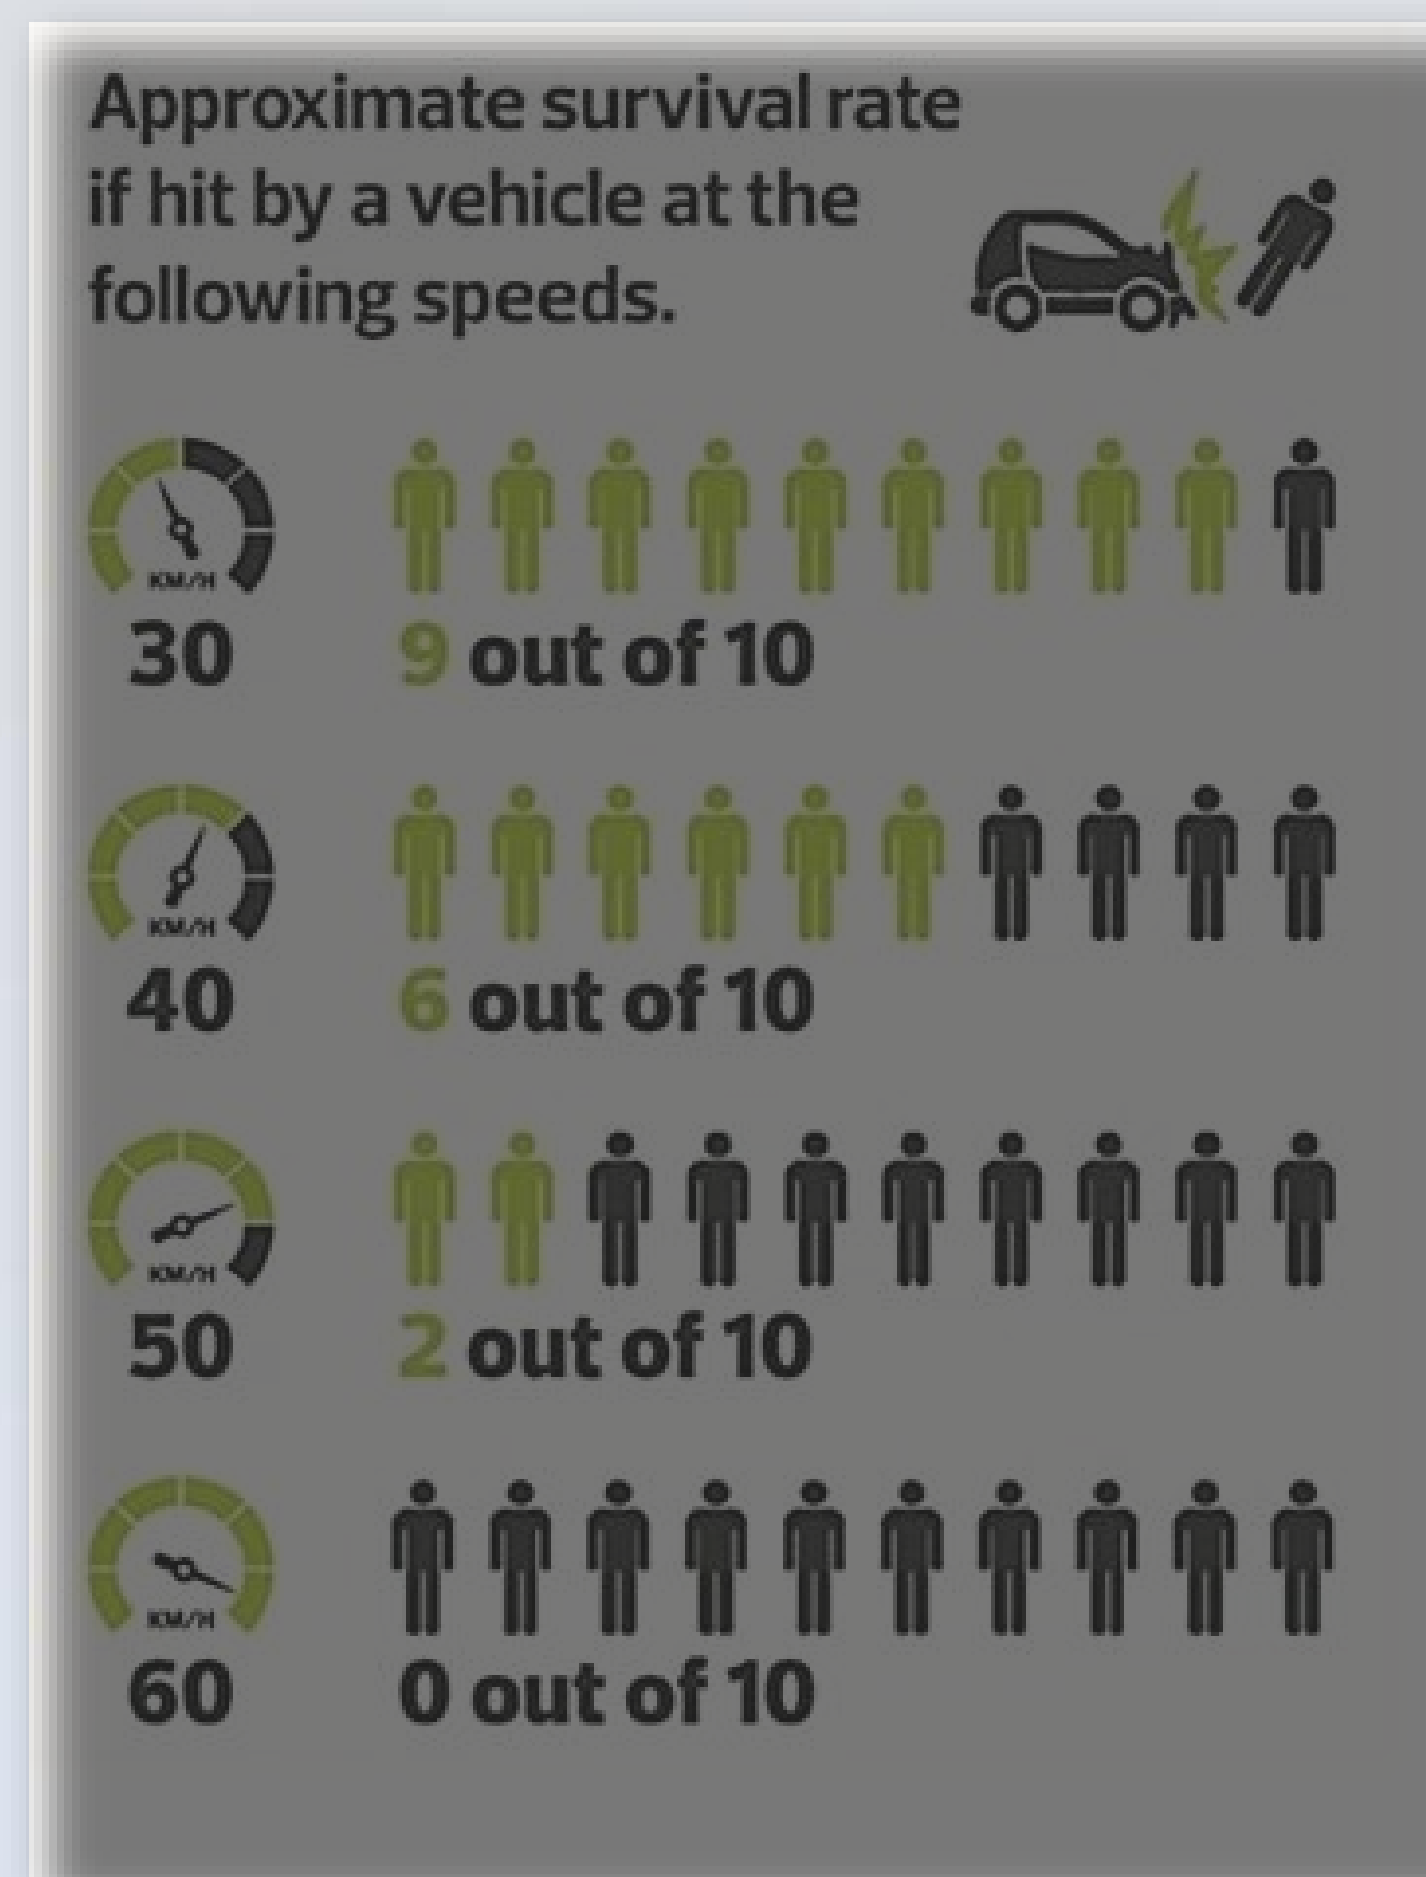 Approximate survival rate
if hit by a vehicle at the
following speeds.
KM/H
30
9 out of 10
KM/H
40
6 out of 10
KM/H
50
2 out of 10
KM/H
60
0 out of 10